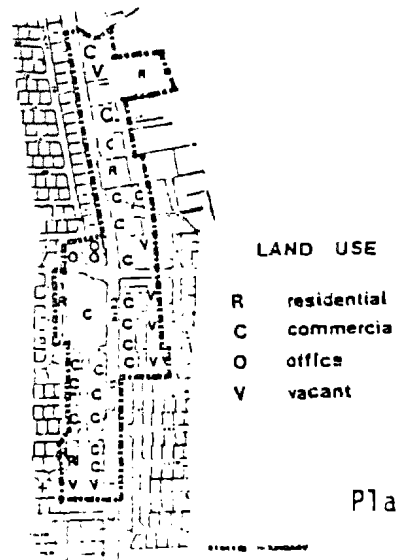 C
V
R
C
C
R
C C
C
V
O O
O O
C
R
C V
C
C V
C
C C V
C C
C
C
C
R C
V V
LAND USE
R residential
C commercia
O office
V vacant
Pla